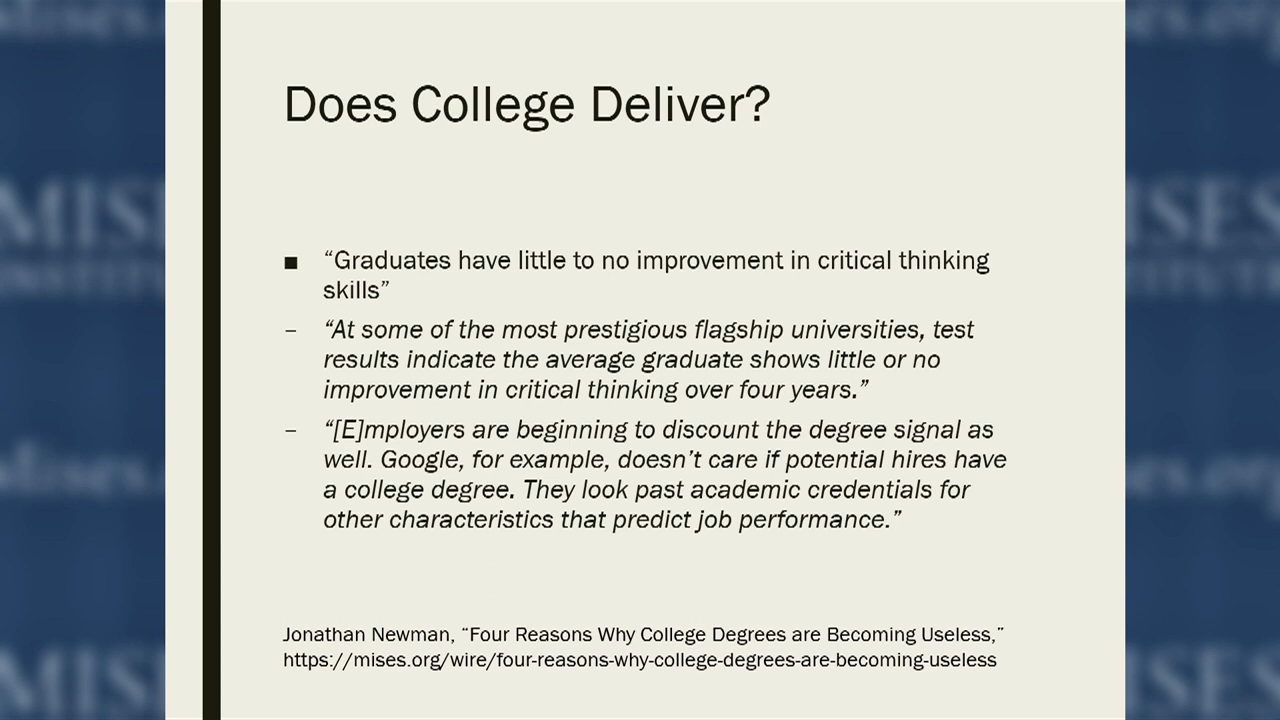 Does College Deliver?
■ “Graduates have little to no improvement in critical thinking
skills”
– “At some of the most prestigious flagship universities, test
results indicate the average graduate shows little or no
improvement in critical thinking over four years.”
– “[E]mployers are beginning to discount the degree signal as
well. Google, for example, doesn’t care if potential hires have
a college degree. They look past academic credentials for
other characteristics that predict job performance.”
Jonathan Newman, “Four Reasons Why College Degrees are Becoming Useless,”
https://mises.org/wire/four-reasons-why-college-degrees-are-becoming-useless